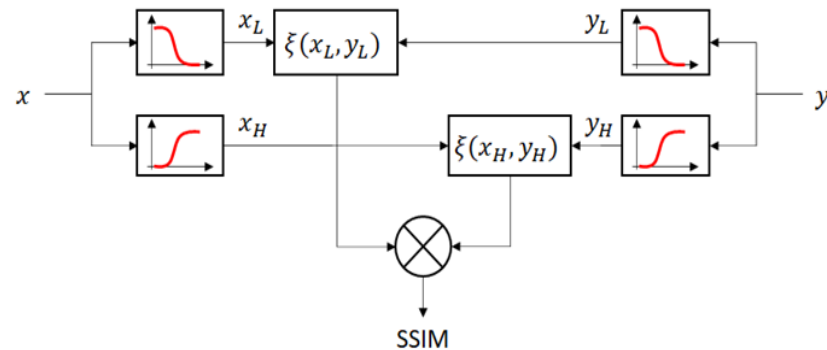 x_L
ξ(x_L, y_L)
y_L
x
y
x_H
ξ(x_H, y_H)
y_H
SSIM